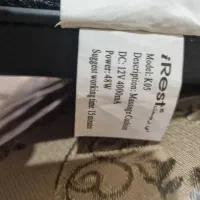 iRest
Model: K05
Description: Massage Cushion
DC: 12V 4000mA
Power: 48W
Suggest working time: 15 minutes